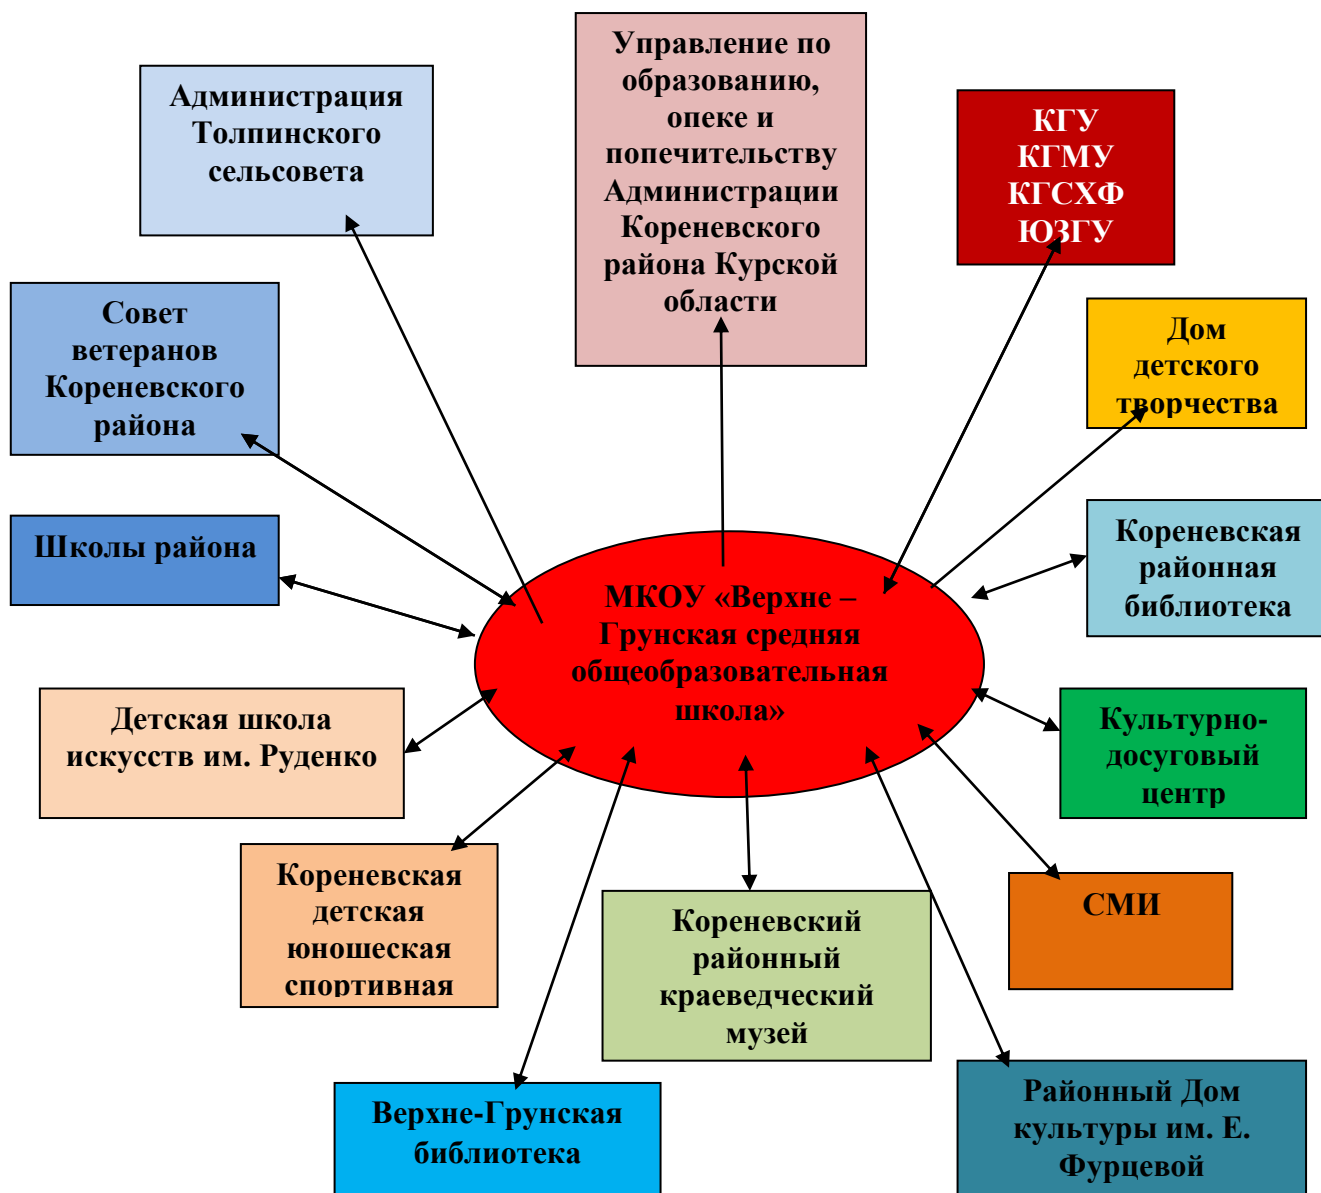 Управление по
образованию,
опеке и
попечительству
Администрации
Кореневского
района Курской
области
Администрация
Толпинского
сельсовета
КГУ
КГМУ
КГСХФ
ЮЗГУ
Совет
ветеранов
Кореневского
района
Дом
детского
творчества
Школы района
Кореневская
районная
библиотека
МКОУ «Верхне –
Грунская средняя
общеобразовательная
школа»
Детская школа
искусств им. Руденко
Культурно-
досуговый
центр
Кореневская
детская
юношеская
спортивная
Кореневский
районный
краеведческий
музей
СМИ
Верхне-Грунская
библиотека
Районный Дом
культуры им. Е.
Фурцевой